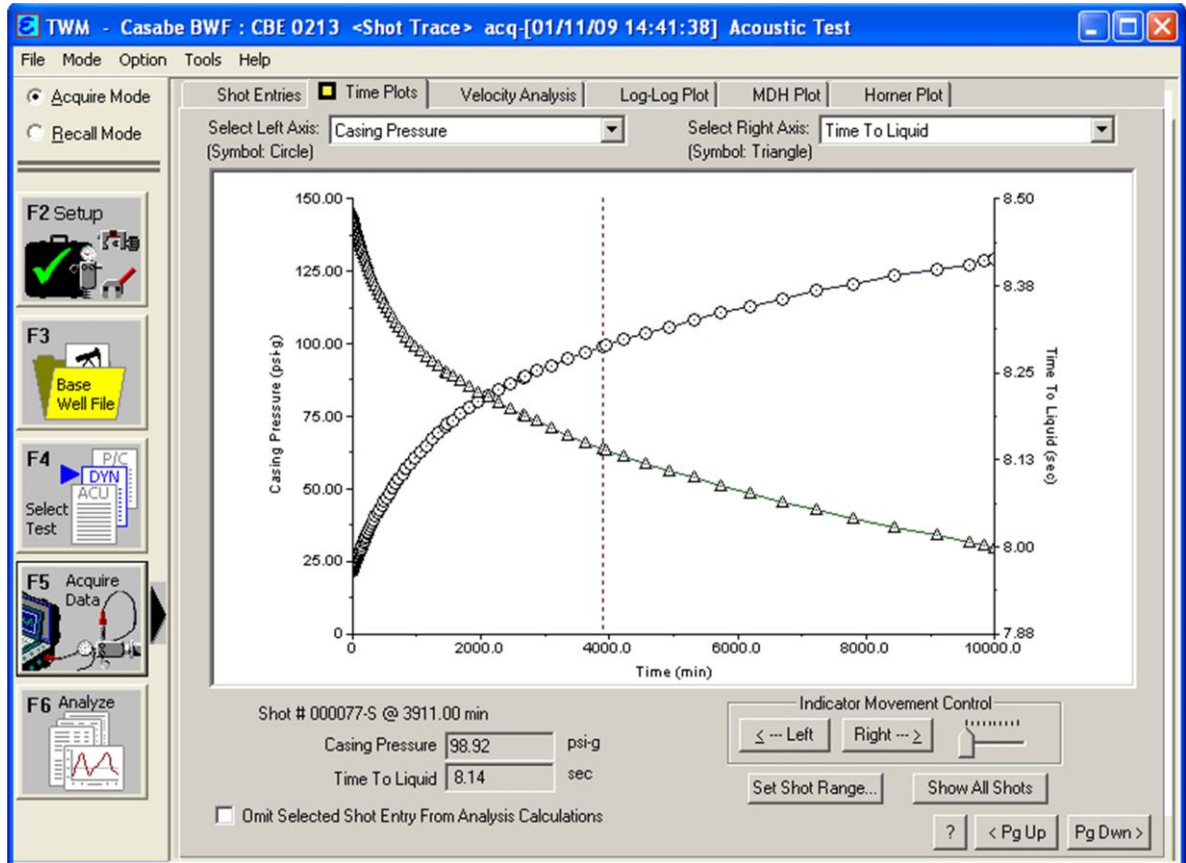 TWM - Casabe BWF : CBE 0213 <Shot Trace> acq-[01/11/09 14:41:38] Acoustic Test
File Mode Option Tools Help
Acquire Mode
Recall Mode
F2 Setup
F3
Base
Well File
F4
P/C
DYN
ACU
Select
Test
F5 Acquire
Data
F6 Analyze
Shot Entries Time Plots Velocity Analysis Log-Log Plot MDH Plot Horner Plot
Select Left Axis: Casing Pressure Select Right Axis: Time To Liquid
(Symbol: Circle) (Symbol: Triangle)
150.00
125.00
100.00
75.00
50.00
25.00
0
Casing Pressure (psi-g)
8.50
8.38
8.25
8.13
8.00
7.88
Time To Liquid (sec)
0 2000.0 4000.0 6000.0 8000.0 10000.0
Time (min)
Shot # 000077-S @ 3911.00 min
Casing Pressure 98.92 psi-g
Time To Liquid 8.14 sec
Omit Selected Shot Entry From Analysis Calculations
Indicator Movement Control
< --- Left Right --- >
Set Shot Range... Show All Shots
? < Pg Up Pg Dwn >